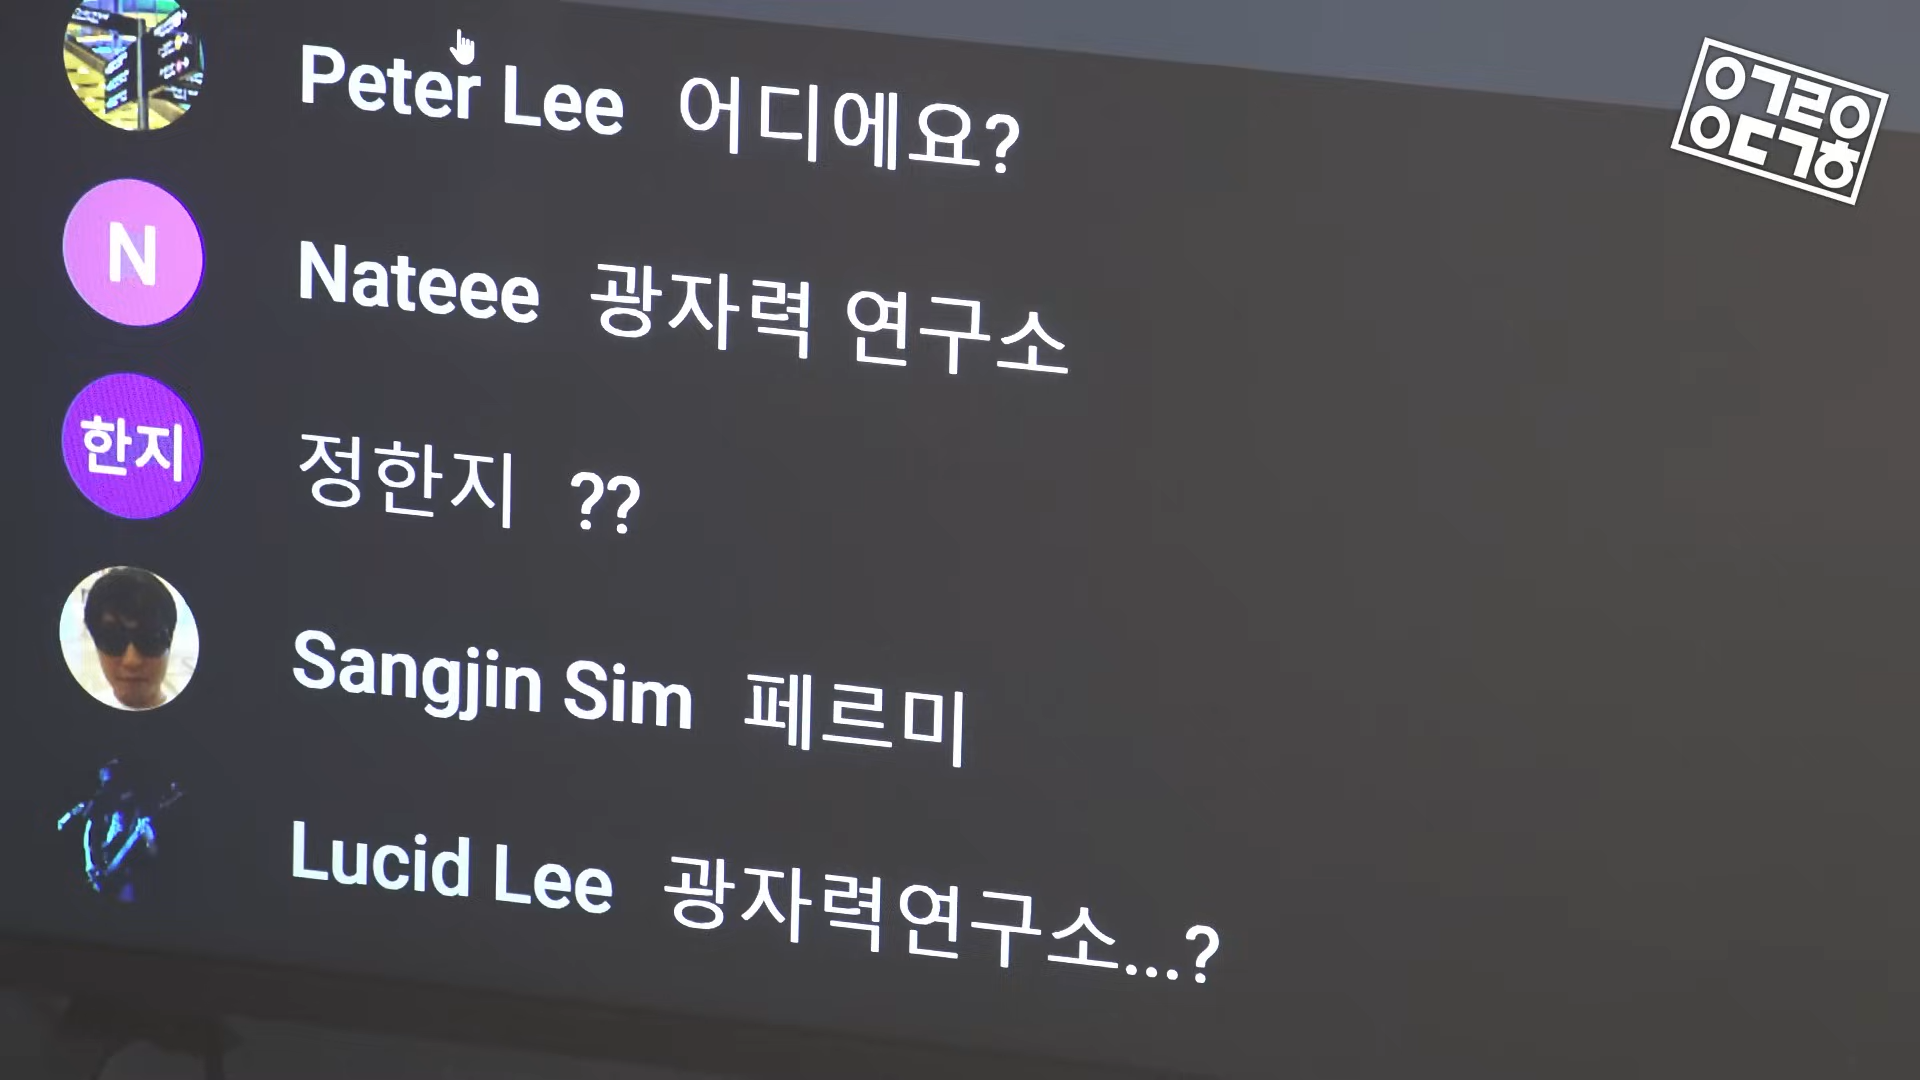 Peter Lee 어디에요?
N
Nateee 광자력 연구소
한지
정한지 ??
Sangjin Sim 페르미
Lucid Lee 광자력연구소...?